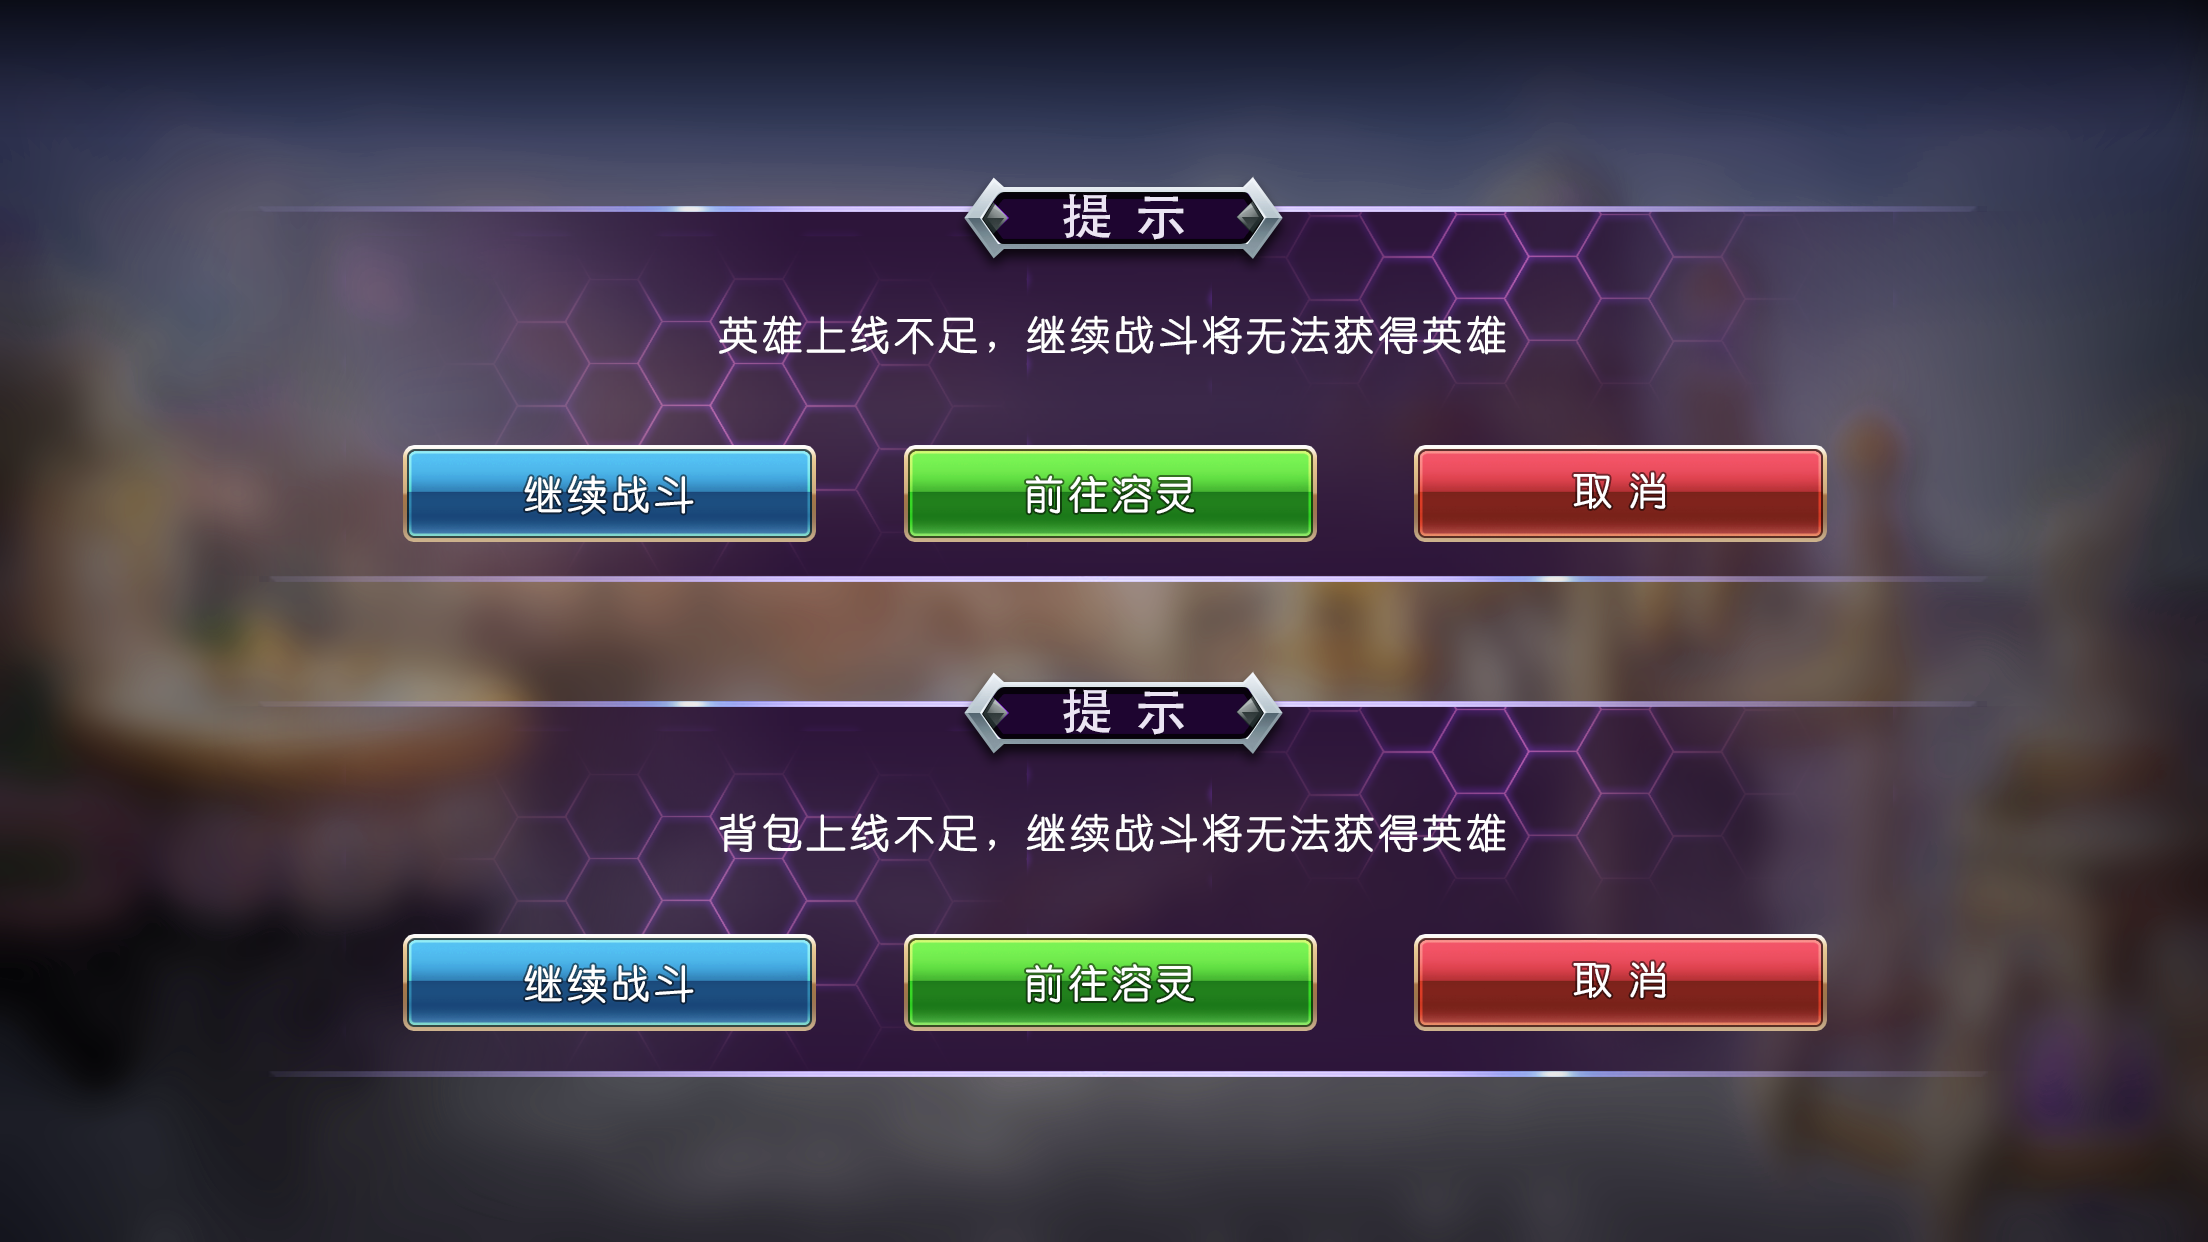 提 示
英雄上线不足，继续战斗将无法获得英雄
继续战斗 前往溶灵 取 消
提 示
背包上线不足，继续战斗将无法获得英雄
继续战斗 前往溶灵 取 消